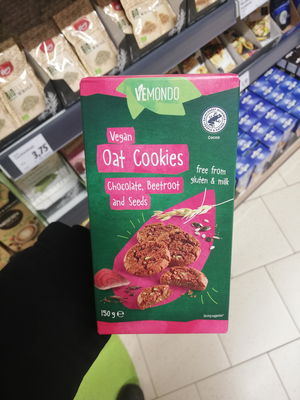 VEMONDO
Vegan
Oat Cookies
Chocolate, Beetroot
and Seeds
free from
gluten & milk
Cocoa
150 g e
3,75